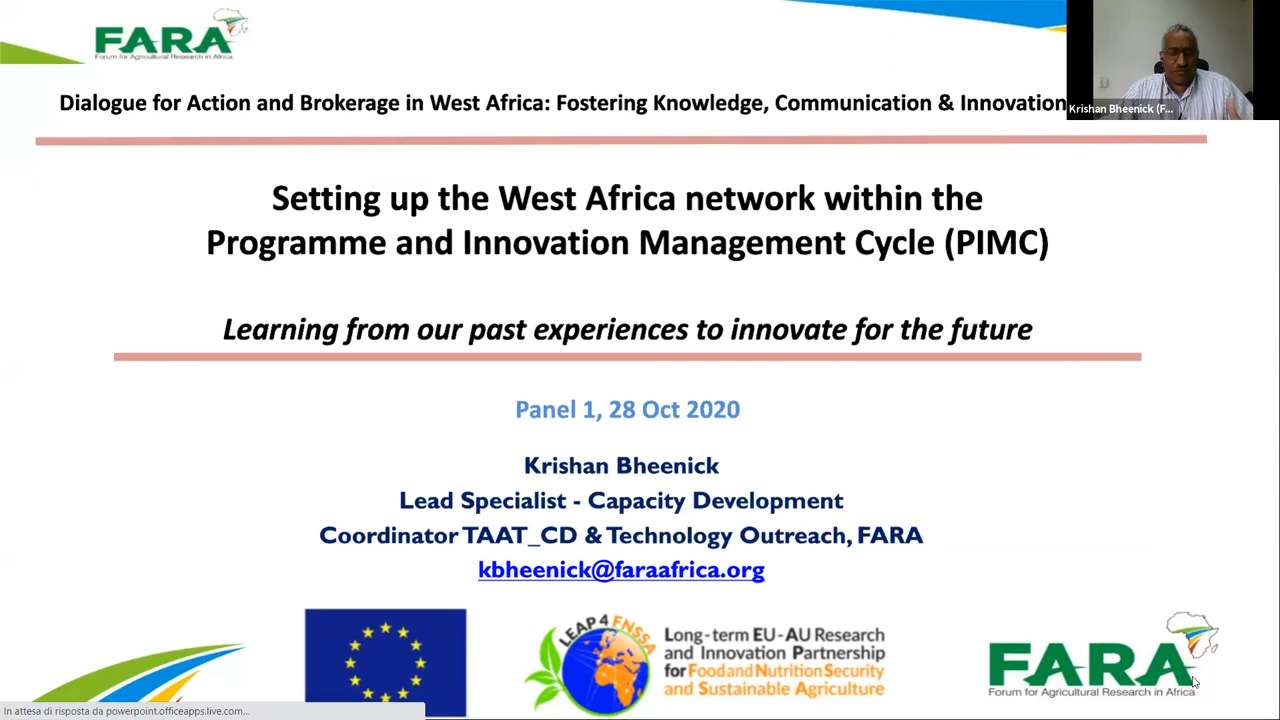 FARA
Forum for Agricultural Research in Africa
Dialogue for Action and Brokerage in West Africa: Fostering Knowledge, Communication & Innovation
Krishan Bheenick (F...
Setting up the West Africa network within the
Programme and Innovation Management Cycle (PIMC)
Learning from our past experiences to innovate for the future
Panel 1, 28 Oct 2020
Krishan Bheenick
Lead Specialist - Capacity Development
Coordinator TAAT_CD & Technology Outreach, FARA
kbheenick@faraafrica.org
LEAP4FNSSA
Long-term EU-AU Research
and Innovation Partnership
for Food and Nutrition Security
and Sustainable Agriculture
FARA
Forum for Agricultural Research in Africa
In attesa di risposta da powerpoint.officeapps.live.com...